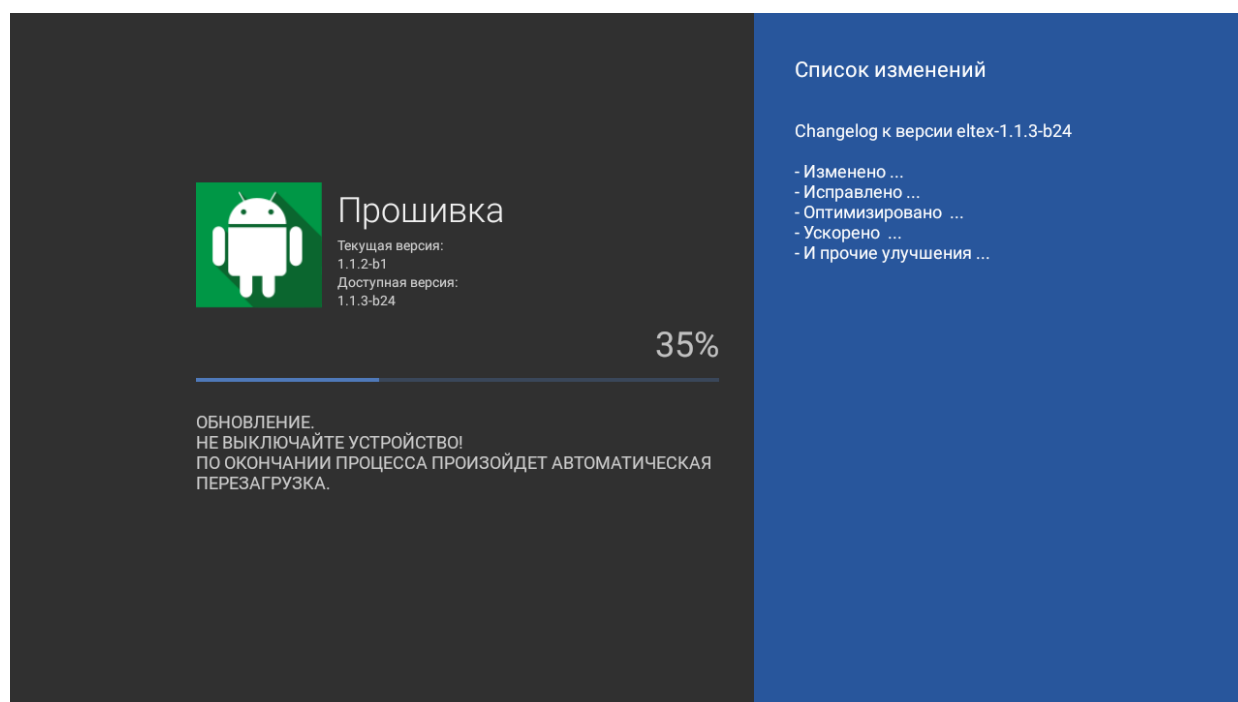 Прошивка
Текущая версия:
1.1.2-b1
Доступная версия:
1.1.3-b24
35%
ОБНОВЛЕНИЕ.
НЕ ВЫКЛЮЧАЙТЕ УСТРОЙСТВО!
ПО ОКОНЧАНИИ ПРОЦЕССА ПРОИЗОЙДЕТ АВТОМАТИЧЕСКАЯ
ПЕРЕЗАГРУЗКА.
Список изменений
Changelog к версии eltex-1.1.3-b24
- Изменено ...
- Исправлено ...
- Оптимизировано  ...
- Ускорено  ...
- И прочие улучшения ...